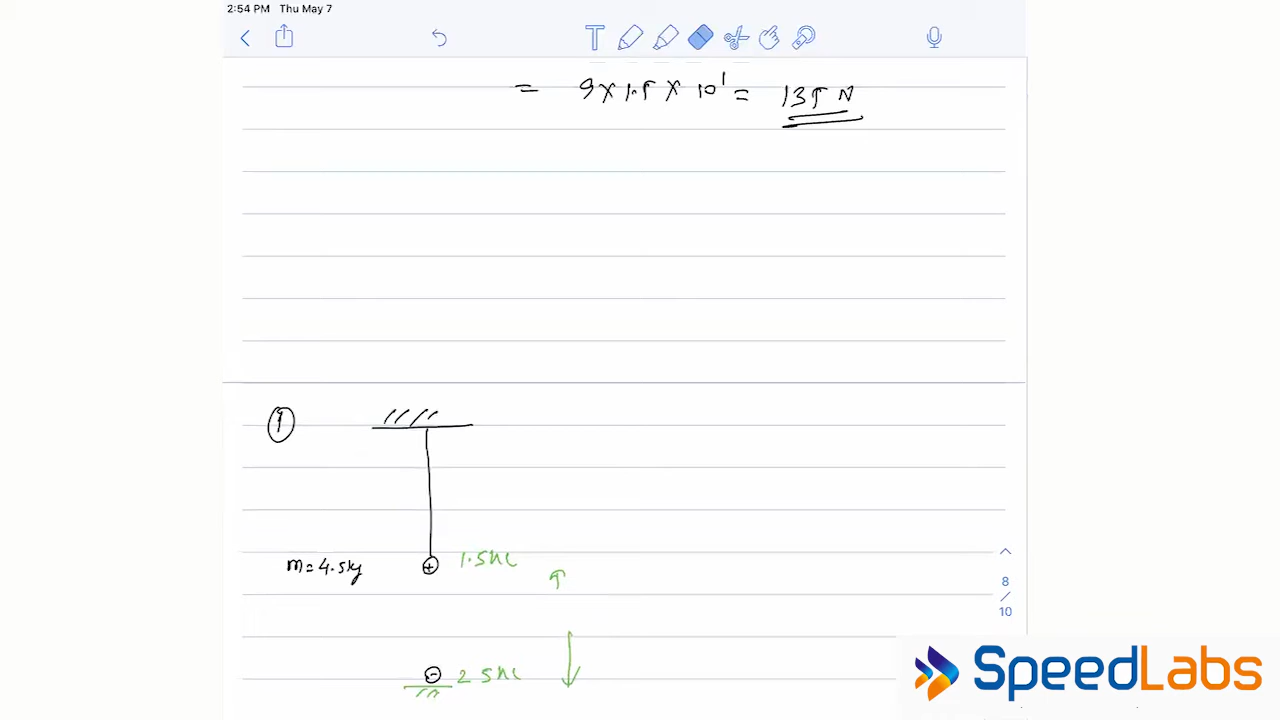 2:54 PM Thu May 7
T
= 9 × 1.5 × 10¹ = 135 N
1
m = 4.5kg
+ 1.5µC
8
/
10
- 2.5µC
SpeedLabs